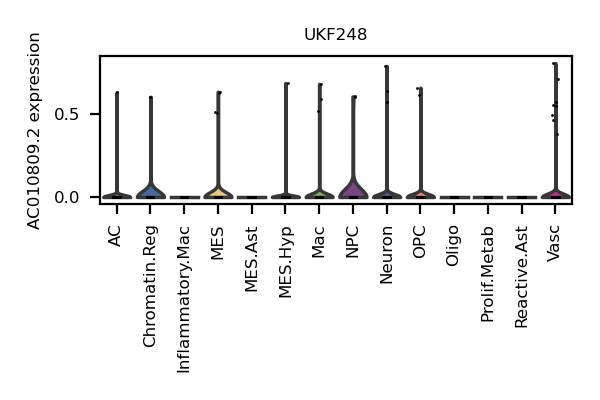 UKF248
AC010809.2 expression
0.5
0.0
AC
Chromatin.Reg
Inflammatory.Mac
MES
MES.Ast
MES.Hyp
Mac
NPC
Neuron
OPC
Oligo
Prolif.Metab
Reactive.Ast
Vasc